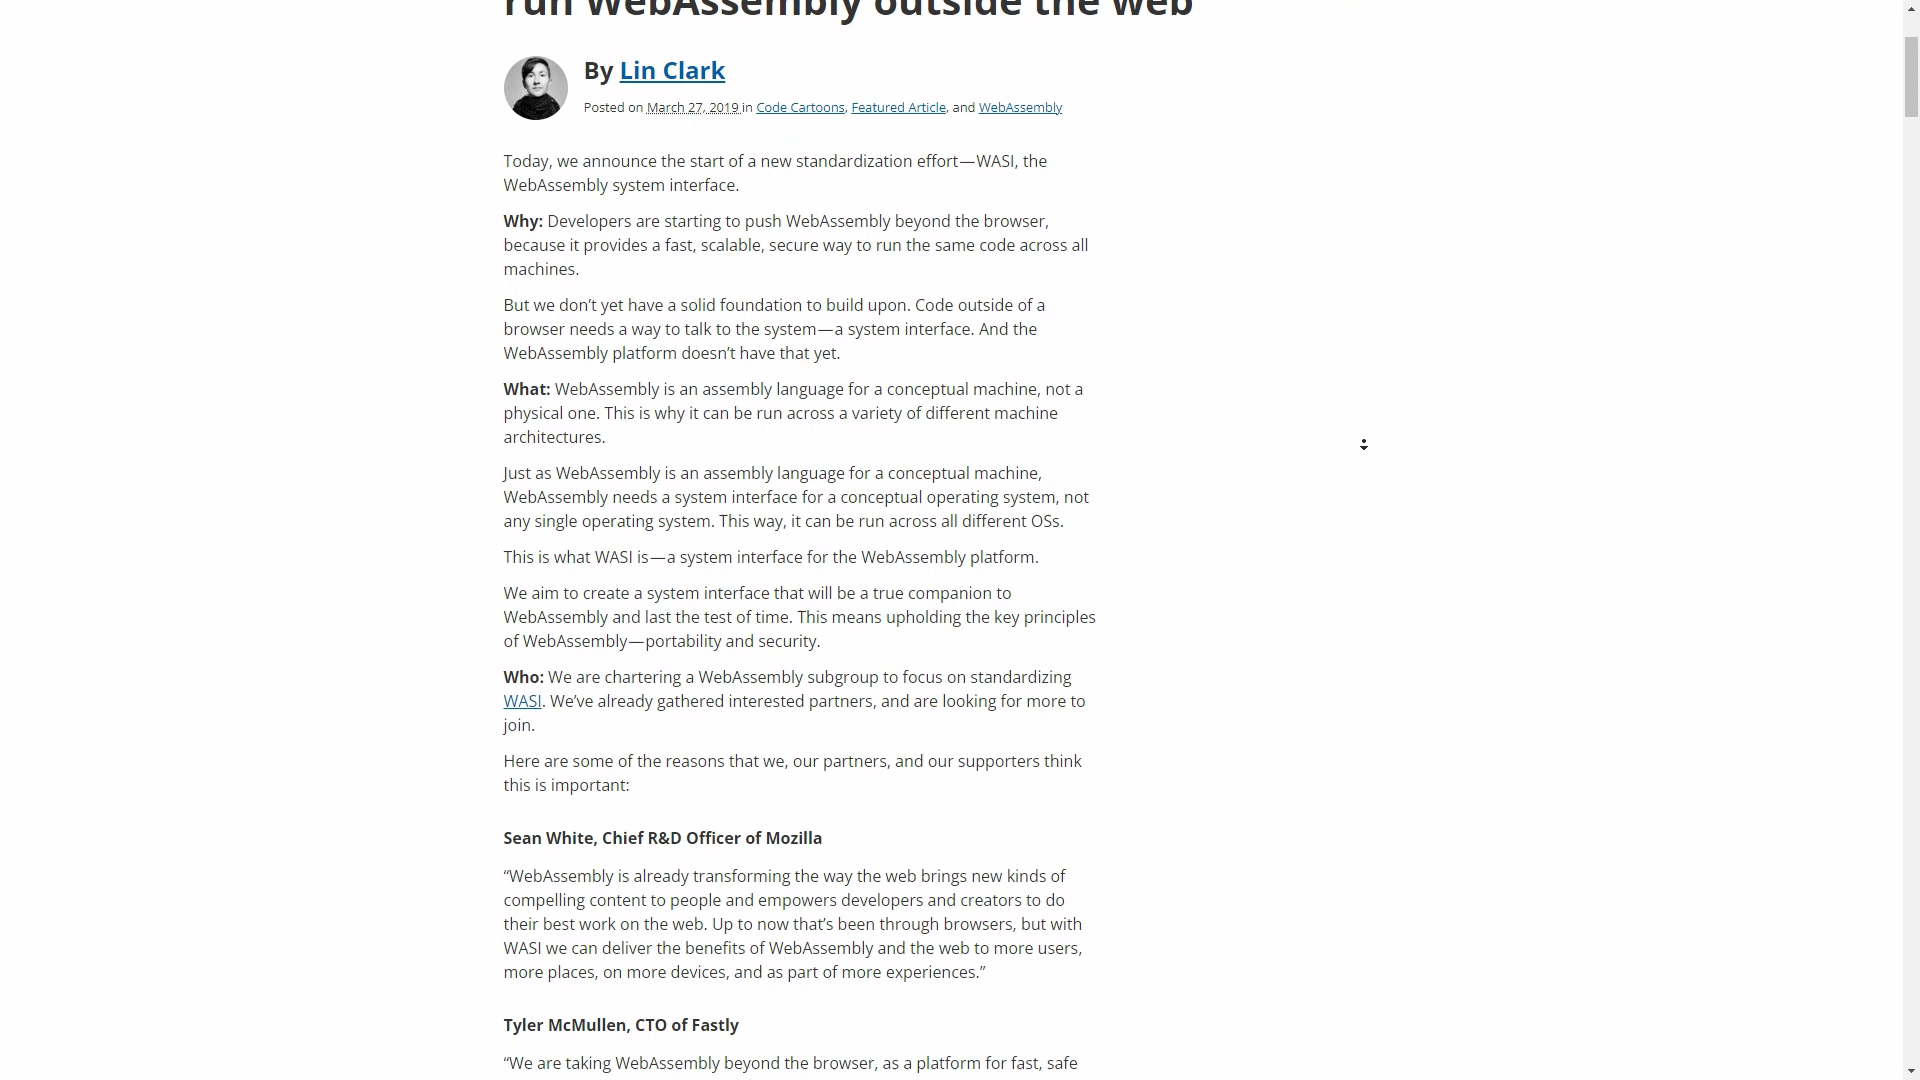 run WebAssembly outside the web
By Lin Clark
Posted on March 27, 2019 in Code Cartoons, Featured Article, and WebAssembly
Today, we announce the start of a new standardization effort—WASI, the
WebAssembly system interface.
Why: Developers are starting to push WebAssembly beyond the browser,
because it provides a fast, scalable, secure way to run the same code across all
machines.
But we don’t yet have a solid foundation to build upon. Code outside of a
browser needs a way to talk to the system—a system interface. And the
WebAssembly platform doesn’t have that yet.
What: WebAssembly is an assembly language for a conceptual machine, not a
physical one. This is why it can be run across a variety of different machine
architectures.
Just as WebAssembly is an assembly language for a conceptual machine,
WebAssembly needs a system interface for a conceptual operating system, not
any single operating system. This way, it can be run across all different OSs.
This is what WASI is—a system interface for the WebAssembly platform.
We aim to create a system interface that will be a true companion to
WebAssembly and last the test of time. This means upholding the key principles
of WebAssembly—portability and security.
Who: We are chartering a WebAssembly subgroup to focus on standardizing
WASI. We’ve already gathered interested partners, and are looking for more to
join.
Here are some of the reasons that we, our partners, and our supporters think
this is important:
Sean White, Chief R&D Officer of Mozilla
“WebAssembly is already transforming the way the web brings new kinds of
compelling content to people and empowers developers and creators to do
their best work on the web. Up to now that’s been through browsers, but with
WASI we can deliver the benefits of WebAssembly and the web to more users,
more places, on more devices, and as part of more experiences.”
Tyler McMullen, CTO of Fastly
“We are taking WebAssembly beyond the browser, as a platform for fast, safe